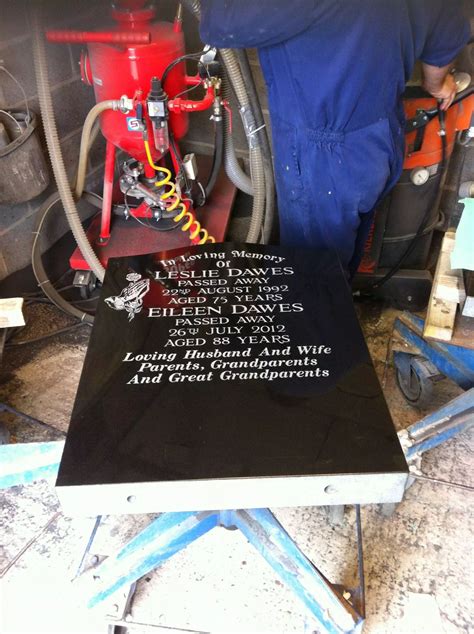 In Loving Memory
Of
LESLIE DAWES
PASSED AWAY
22ND AUGUST 1992
AGED 75 YEARS
EILEEN DAWES
PASSED AWAY
26TH JULY 2012
AGED 88 YEARS
Loving Husband And Wife
Parents, Grandparents
And Great Grandparents